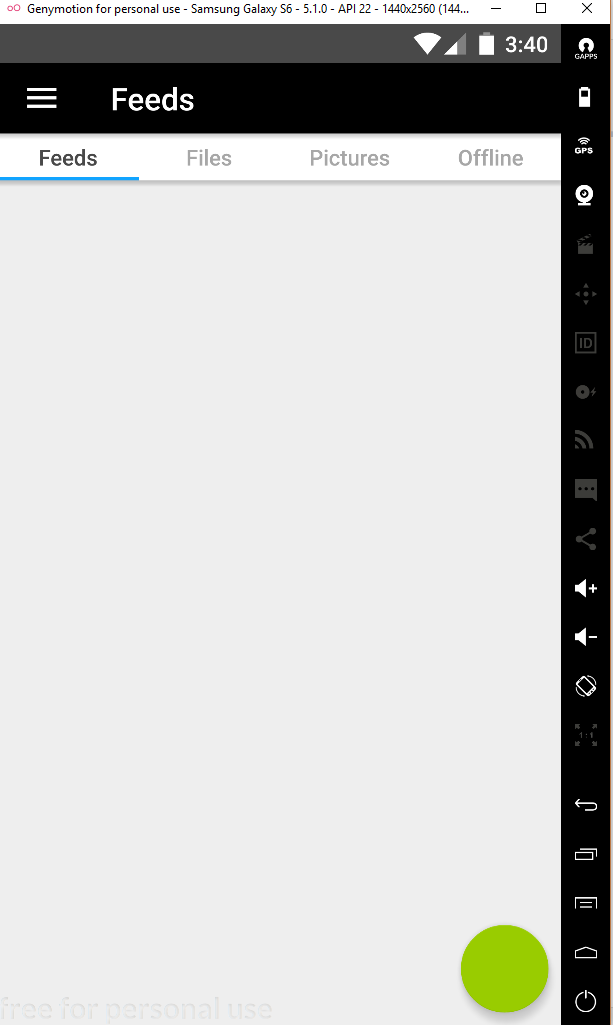 Genymotion for personal use - Samsung Galaxy S6 - 5.1.0 - API 22 - 1440x2560 (144...
3:40
GAPPS
Feeds
GPS
Feeds Files Pictures Offline
ID
1:1
free for personal use